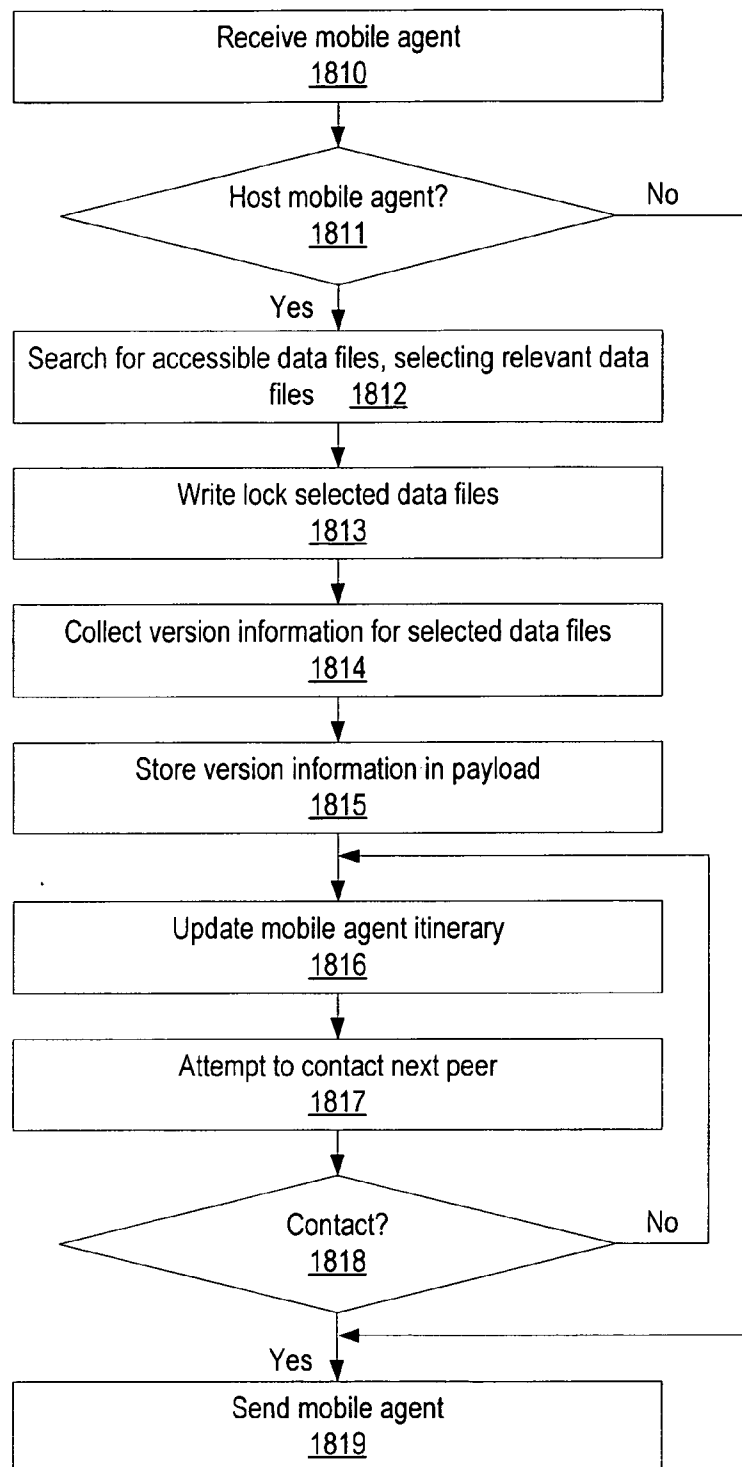 Receive mobile agent
1810
Host mobile agent?
1811
No
Yes
Search for accessible data files, selecting relevant data
files 1812
Write lock selected data files
1813
Collect version information for selected data files
1814
Store version information in payload
1815
Update mobile agent itinerary
1816
Attempt to contact next peer
1817
Contact?
1818
No
Yes
Send mobile agent
1819